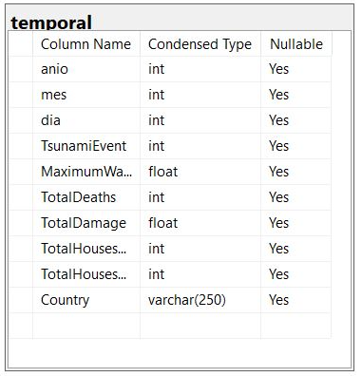 temporal
Column Name Condensed Type Nullable
anio int Yes
mes int Yes
dia int Yes
TsunamiEvent int Yes
MaximumWa... float Yes
TotalDeaths int Yes
TotalDamage float Yes
TotalHouses... int Yes
TotalHouses... int Yes
Country varchar(250) Yes